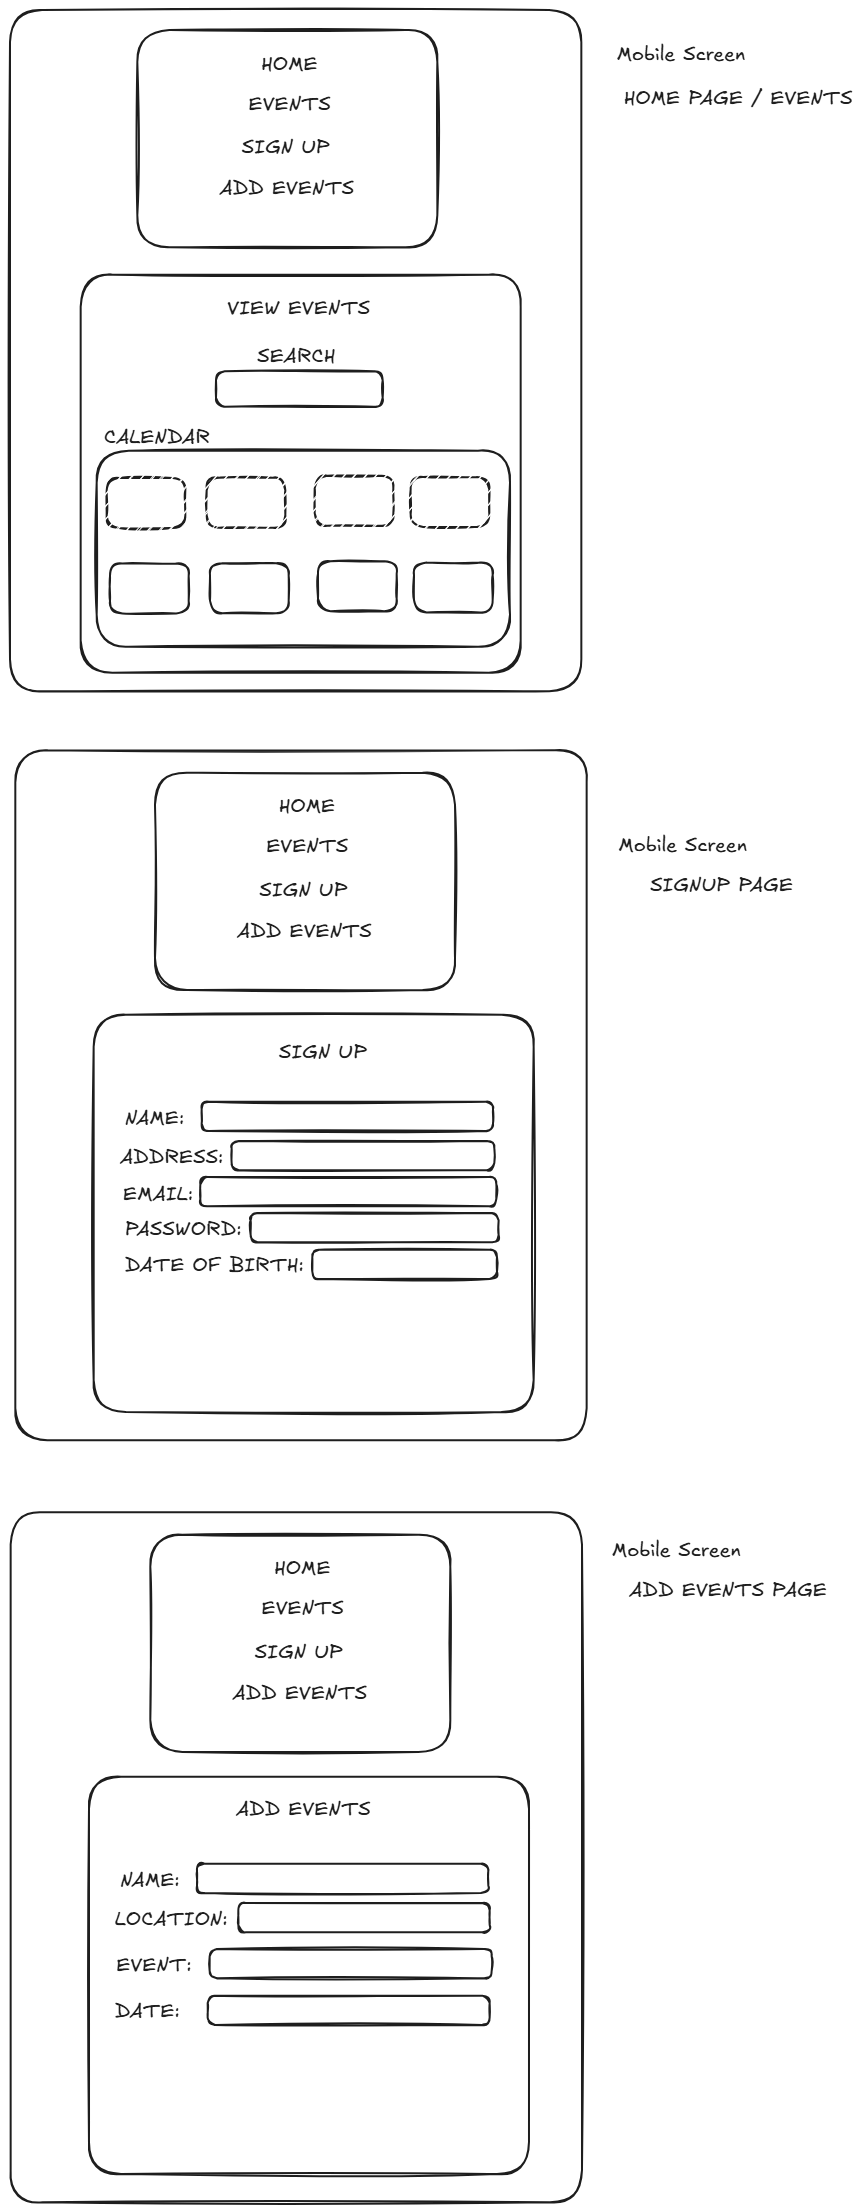 HOME
EVENTS
SIGN UP
ADD EVENTS
Mobile Screen
HOME PAGE / EVENTS
VIEW EVENTS
SEARCH
CALENDAR
HOME
EVENTS
SIGN UP
ADD EVENTS
Mobile Screen
SIGNUP PAGE
SIGN UP
NAME:
ADDRESS:
EMAIL:
PASSWORD:
DATE OF BIRTH:
HOME
EVENTS
SIGN UP
ADD EVENTS
Mobile Screen
ADD EVENTS PAGE
ADD EVENTS
NAME:
LOCATION:
EVENT:
DATE: